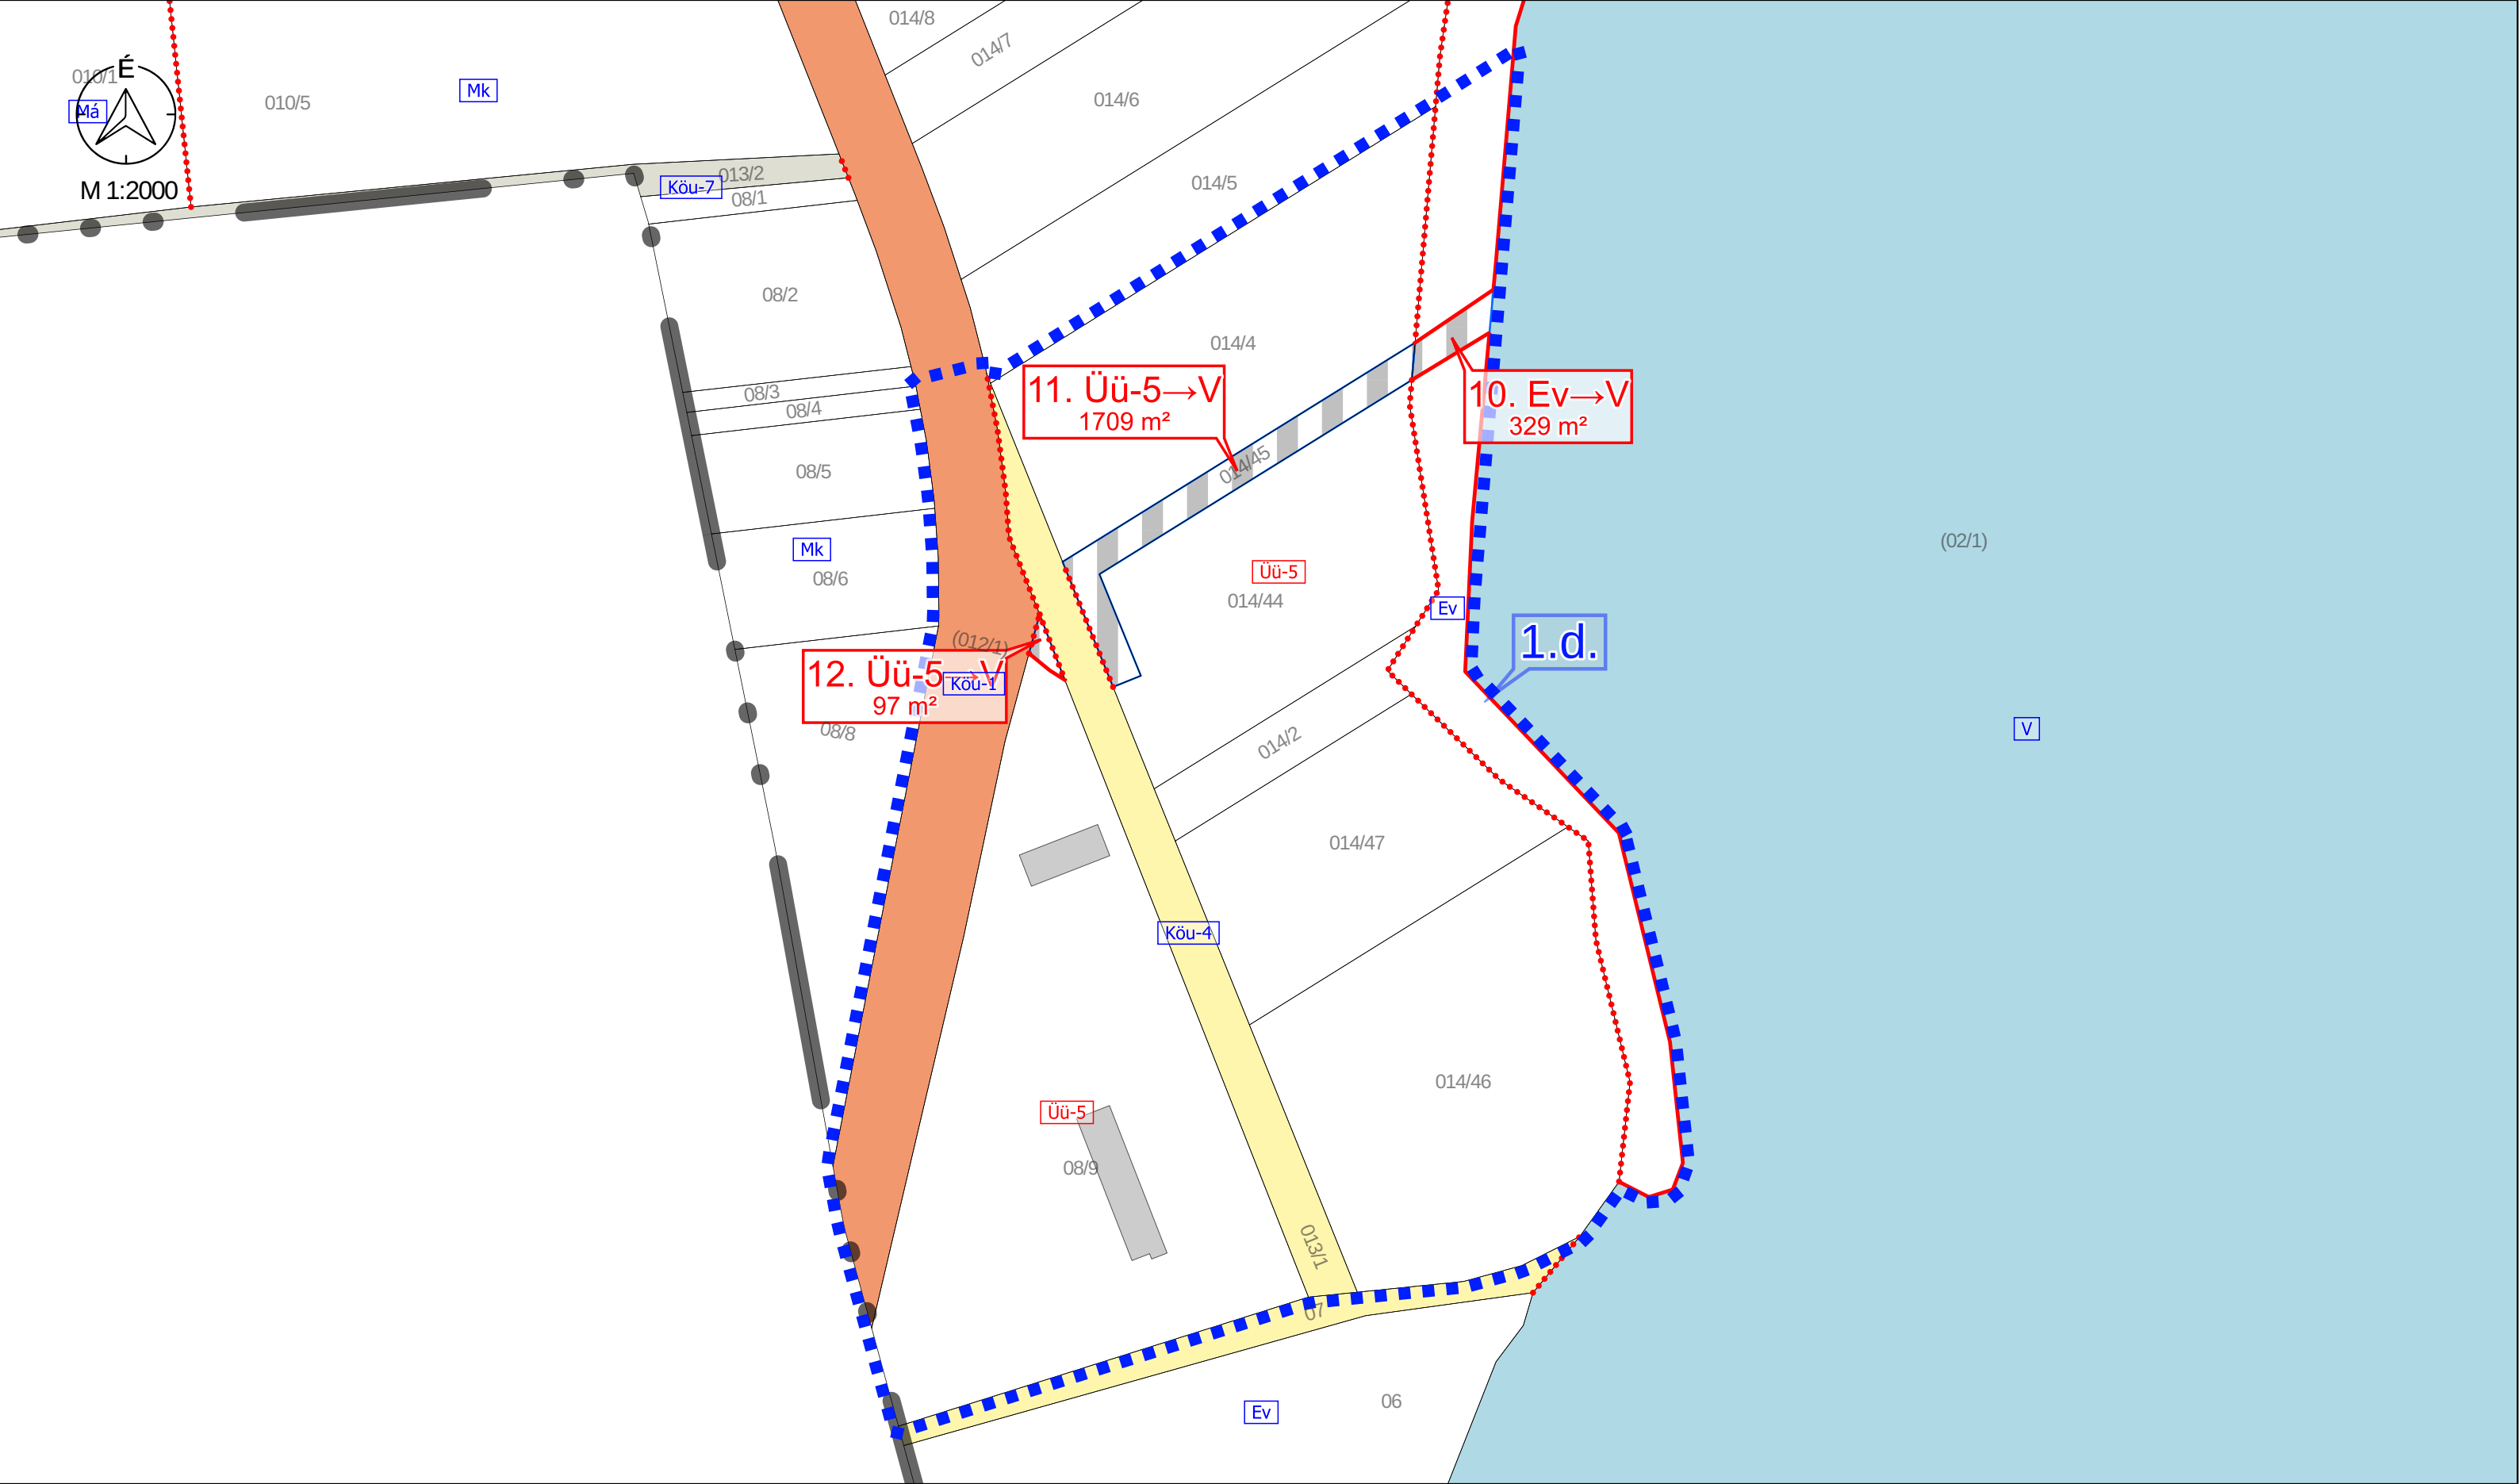 014/8
014/7
É
010/1
010/5
Mk
Má
014/6
M 1:2000
013/2
Köu-7
08/1
014/5
08/2
014/4
08/3
08/4
11. Üü-5→V
1709 m²
10. Ev→V
329 m²
08/5
014/45
(02/1)
Mk
08/6
Üü-5
014/44
Ev
(012/1)
1.d.
12. Üü-5→V
97 m²
Köu-1
08/8
014/2
V
014/47
Köu-4
014/46
Üü-5
08/9
013/1
07
06
Ev